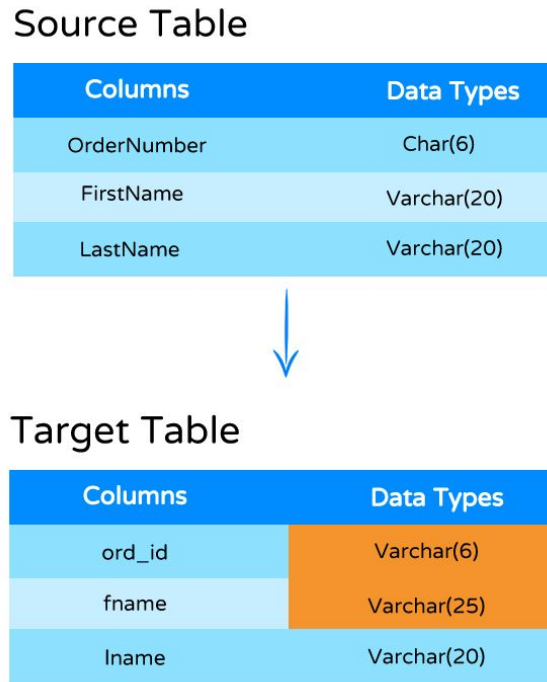 Source Table
Columns Data Types
OrderNumber Char(6)
FirstName Varchar(20)
LastName Varchar(20)
Target Table
Columns Data Types
ord_id Varchar(6)
fname Varchar(25)
lname Varchar(20)